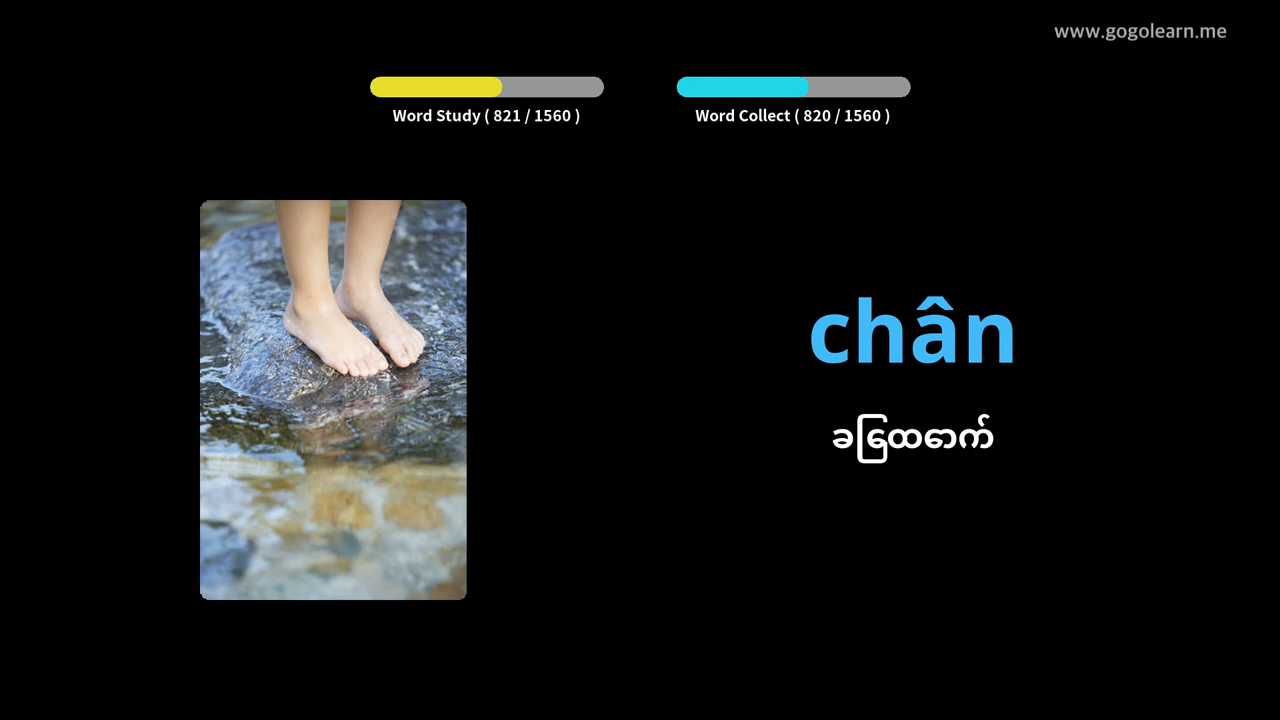 www.gogolearn.me
Word Study ( 821 / 1560 )
Word Collect ( 820 / 1560 )
chân
ခြေထောက်